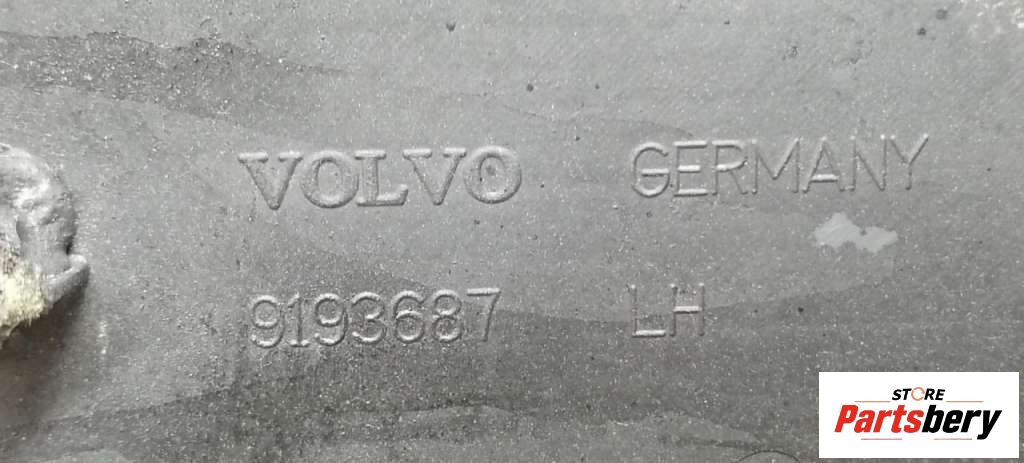 VOLVO GERMANY
9193687 LH
STORE
Partsbery